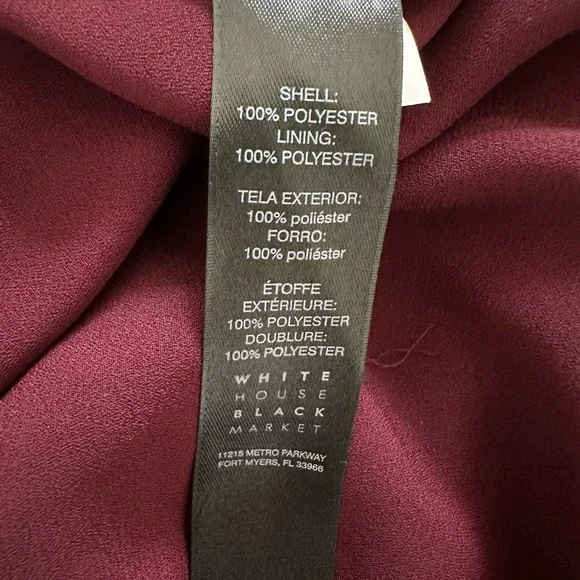 SHELL:
100% POLYESTER
LINING:
100% POLYESTER
TELA EXTERIOR:
100% poliéster
FORRO:
100% poliéster
ÉTOFFE
EXTÉRIEURE:
100% POLYESTER
DOUBLURE:
100% POLYESTER
WHITE
HOUSE
BLACK
MARKET
11215 METRO PARKWAY
FORT MYERS, FL 33966